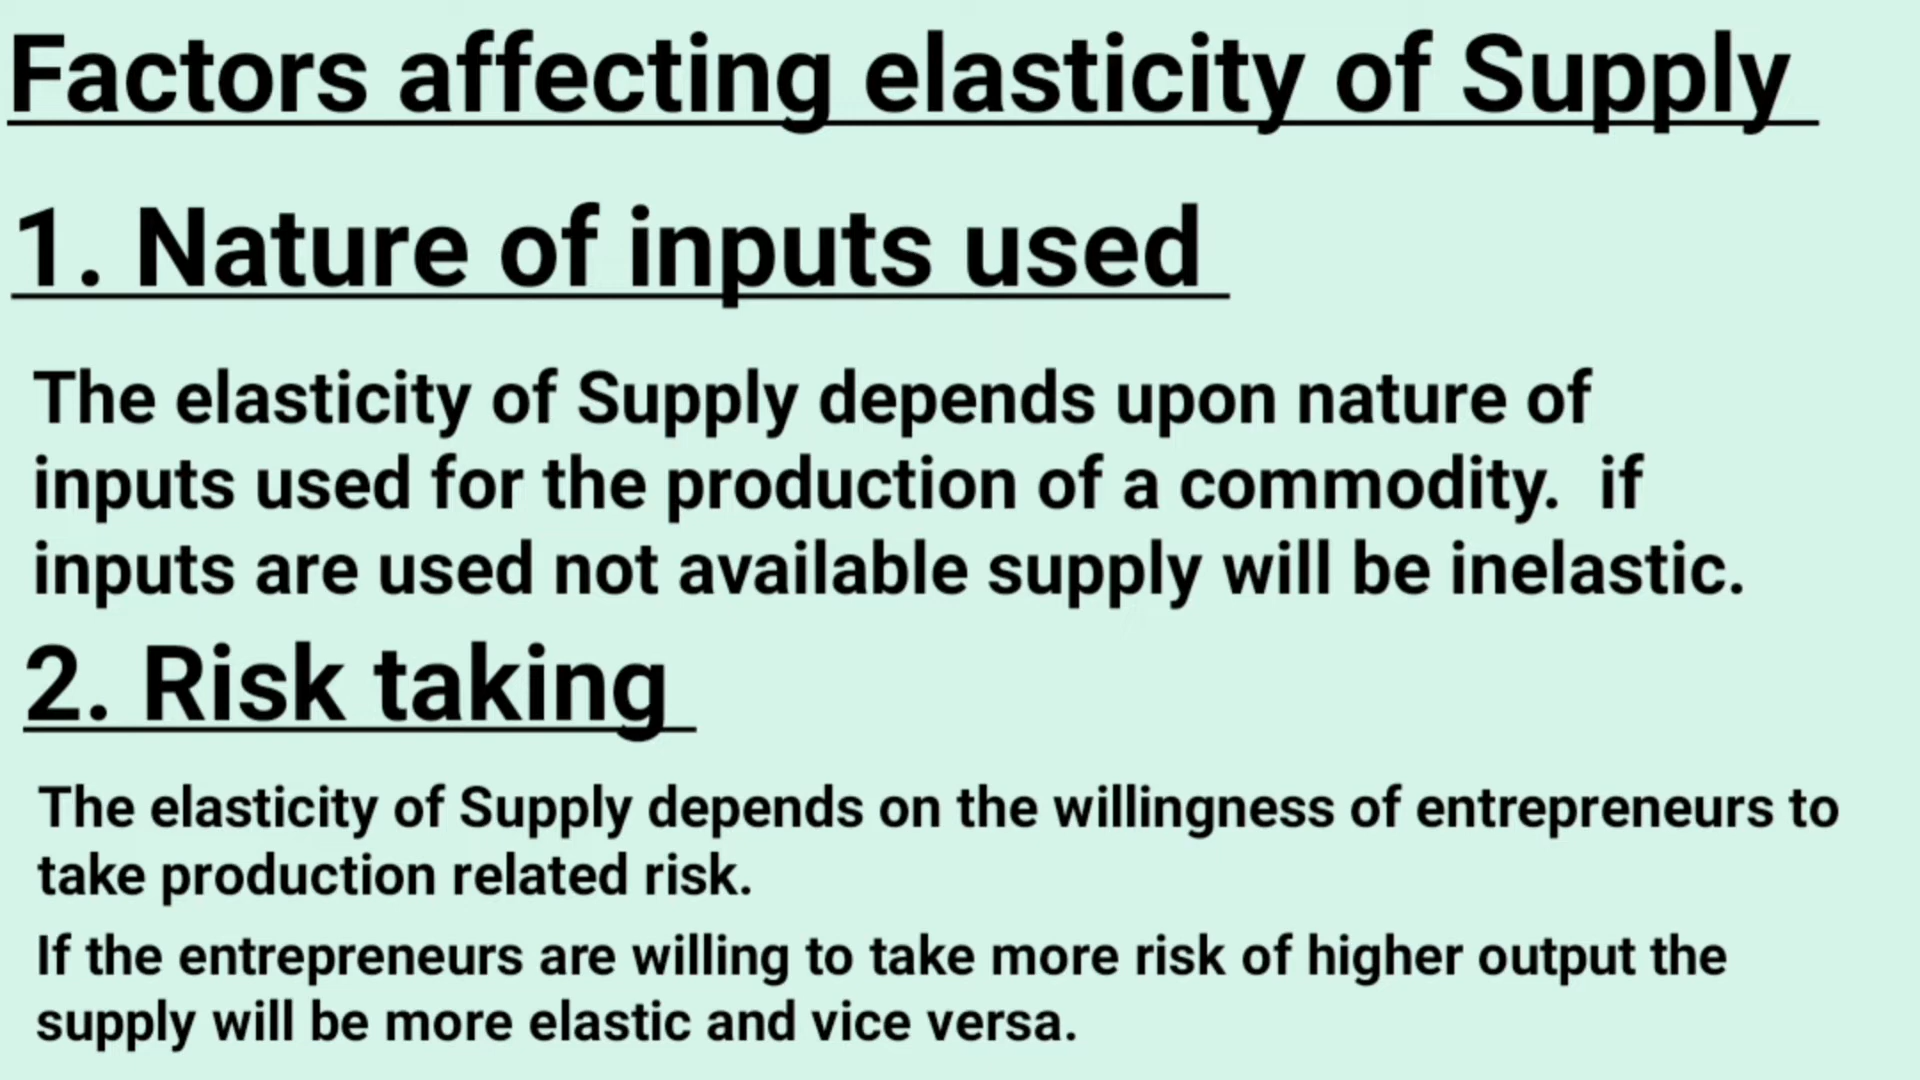 Factors affecting elasticity of Supply
1. Nature of inputs used
The elasticity of Supply depends upon nature of
inputs used for the production of a commodity.  if
inputs are used not available supply will be inelastic.
2. Risk taking
The elasticity of Supply depends on the willingness of entrepreneurs to
take production related risk.
If the entrepreneurs are willing to take more risk of higher output the
supply will be more elastic and vice versa.